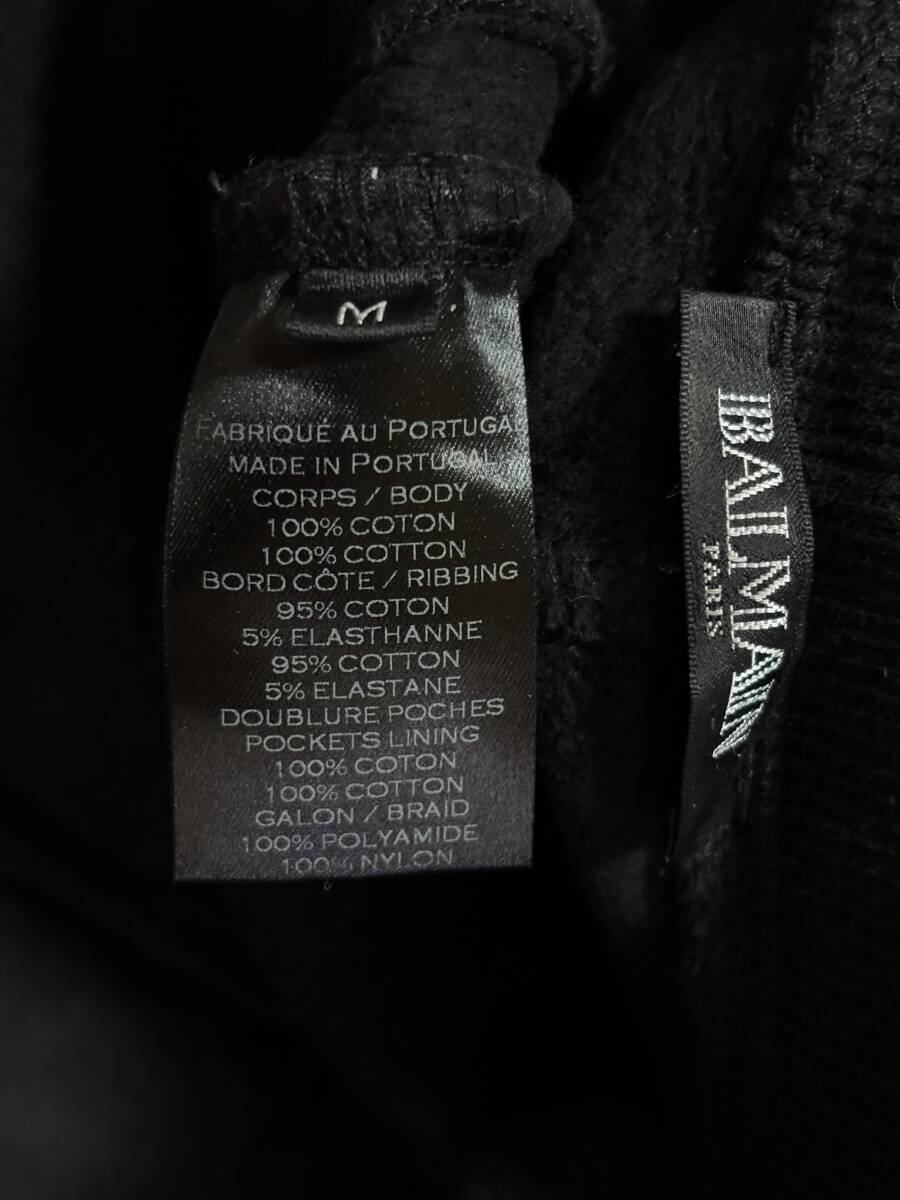 M
FABRIQUÉ AU PORTUGAL
MADE IN PORTUGAL
CORPS / BODY
100% COTON
100% COTTON
BORD CÔTE / RIBBING
95% COTON
5% ELASTHANNE
95% COTTON
5% ELASTANE
DOUBLURE POCHES
POCKETS LINING
100% COTON
100% COTTON
GALON / BRAID
100% POLYAMIDE
100% NYLON
BALMAIN
PARIS